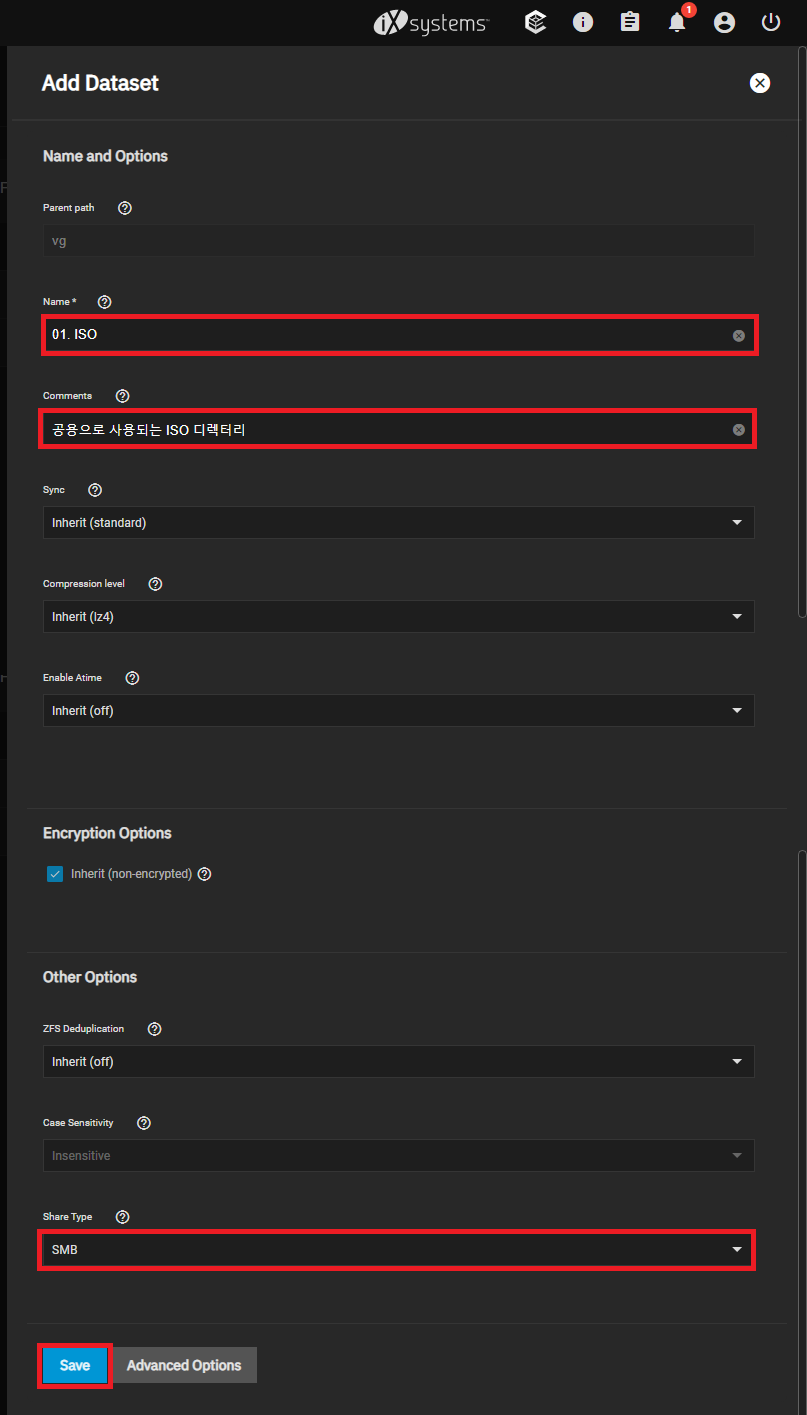 iXsystems
1
Add Dataset
Name and Options
Parent path
vg
Name *
01. ISO
Comments
공용으로 사용되는 ISO 디렉터리
Sync
Inherit (standard)
Compression level
Inherit (lz4)
Enable Atime
Inherit (off)
Encryption Options
Inherit (non-encrypted)
Other Options
ZFS Deduplication
Inherit (off)
Case Sensitivity
Insensitive
Share Type
SMB
Save Advanced Options